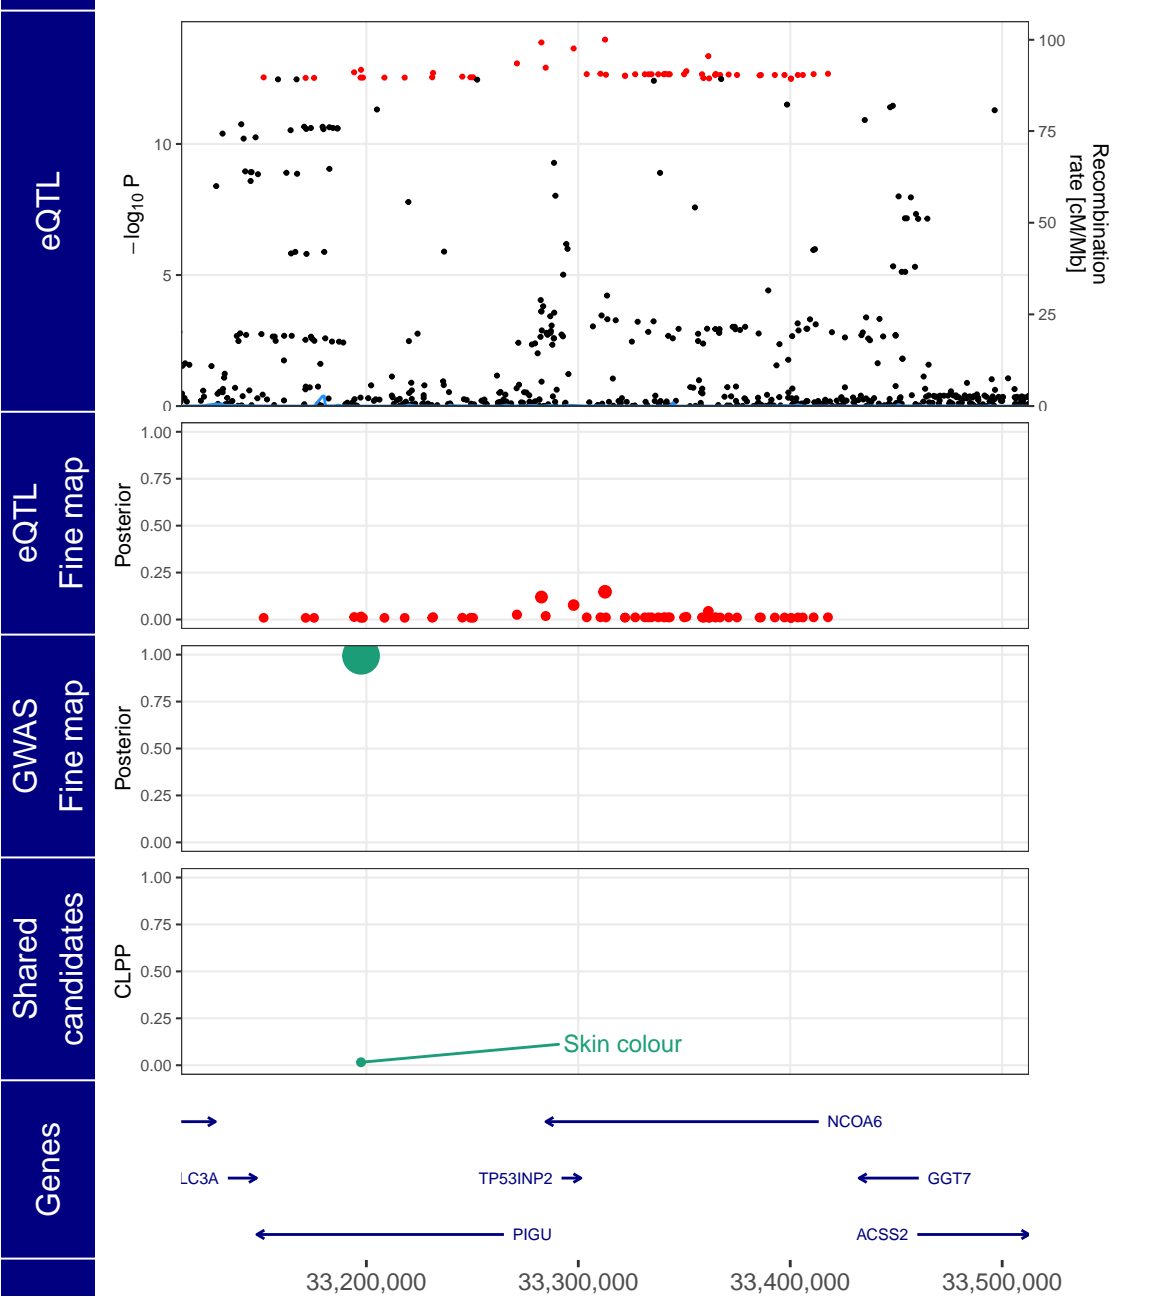 eQTL
−log10 P
10
5
0
100
75
50
25
0
Recombination
rate [cM/Mb]
eQTL
Fine map
Posterior
1.00
0.75
0.50
0.25
0.00
GWAS
Fine map
Posterior
1.00
0.75
0.50
0.25
0.00
Shared
candidates
CLPP
1.00
0.75
0.50
0.25
0.00
Skin colour
Genes
NCOA6
LC3A
TP53INP2
GGT7
PIGU
ACSS2
33,200,000
33,300,000
33,400,000
33,500,000